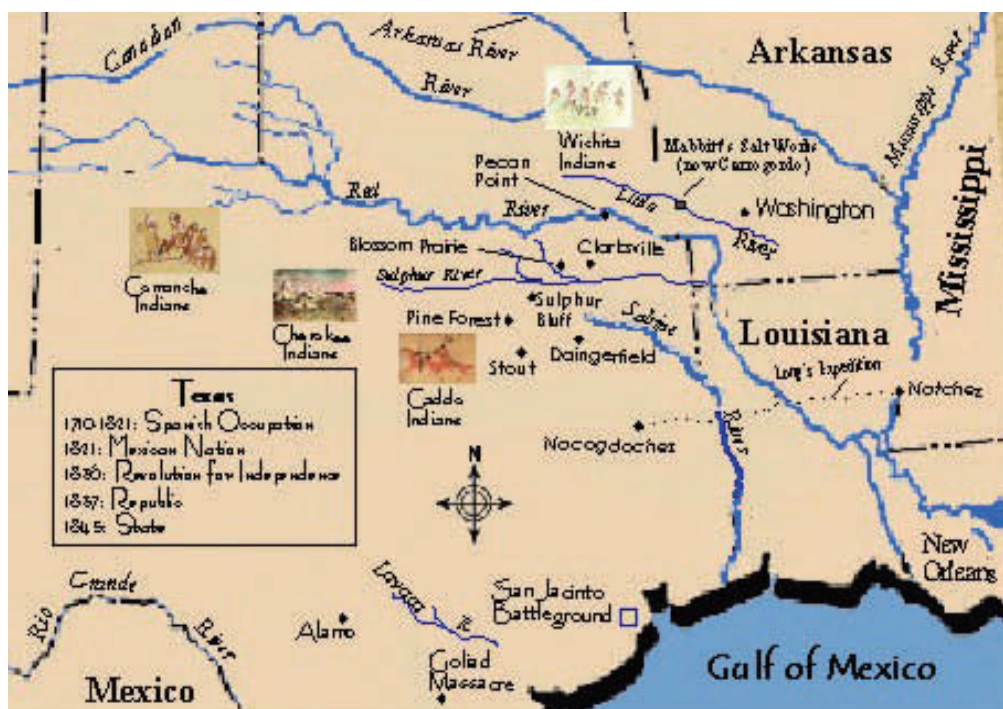 Canadian
Arkansas River
River
Arkansas
Mississippi River
Mississippi
Wichita
Indians
Mabbitt's Salt Works
(now Camogordo)
Pecan
Point
Little
River
Washington
Red
River
Blossom Prairie
Clarksville
Sulphur River
Comanche
Indians
Cherokee
Indians
Sulphur
Bluff
Pine Forest
Sabine
River
Stout
Daingerfield
Louisiana
Long's Expedition
Natchez
Caddo
Indians
Nacogdoches
Texas
1710-1821: Spanish Occupation
1821: Mexican Nation
1836: Revolution for Independence
1837: Republic
1845: State
N
New
Orleans
Rio
Grande
River
Alamo
Lavaca R
San Jacinto
Battleground
Goliad
Massacre
Mexico
Gulf of Mexico